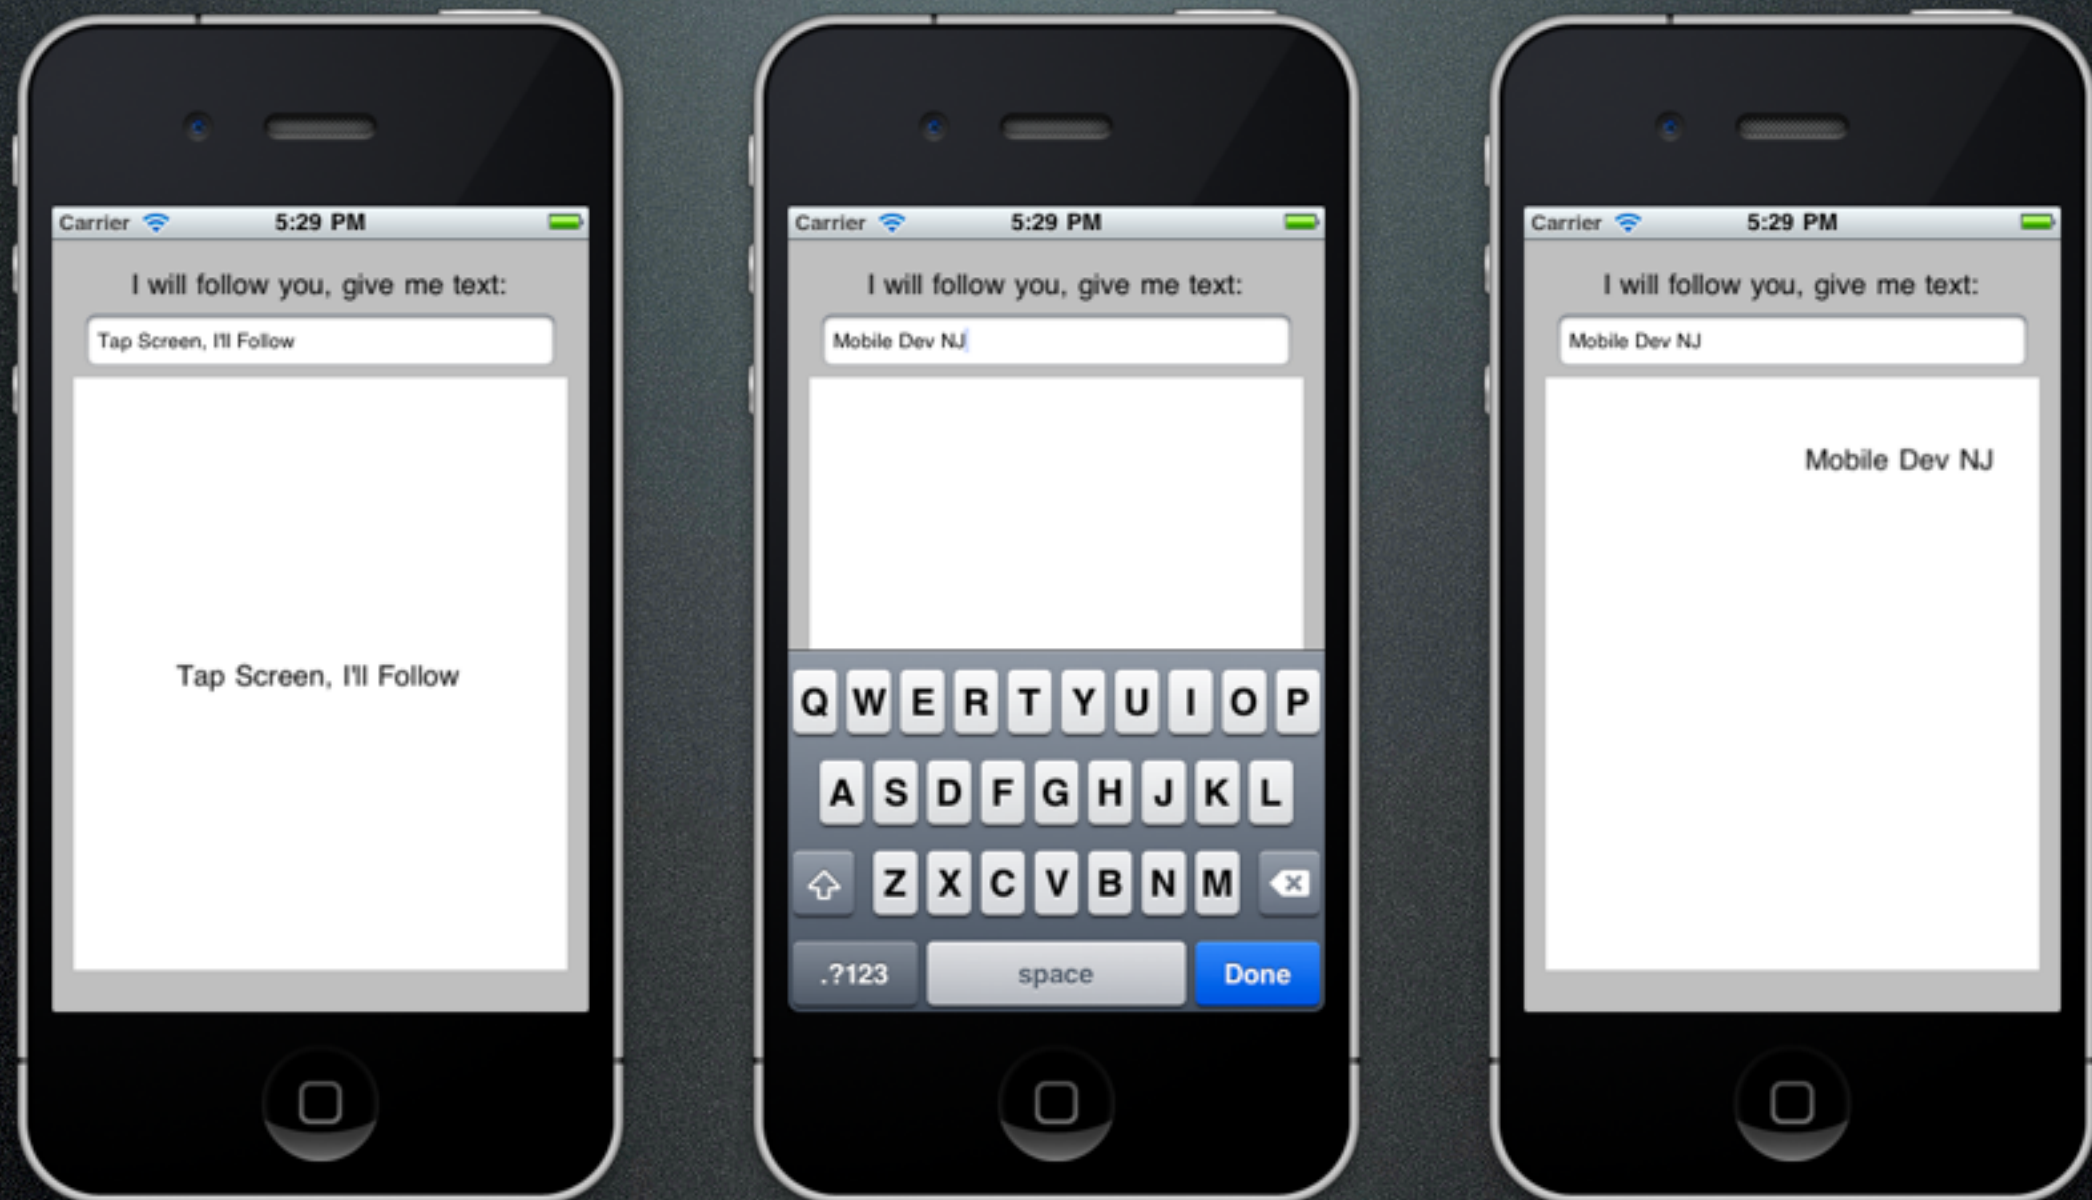 Carrier 5:29 PM
I will follow you, give me text:
Tap Screen, I'll Follow
Tap Screen, I'll Follow
Carrier 5:29 PM
I will follow you, give me text:
Mobile Dev NJ
Q W E R T Y U I O P
A S D F G H J K L
Z X C V B N M
.?123 space Done
Carrier 5:29 PM
I will follow you, give me text:
Mobile Dev NJ
Mobile Dev NJ